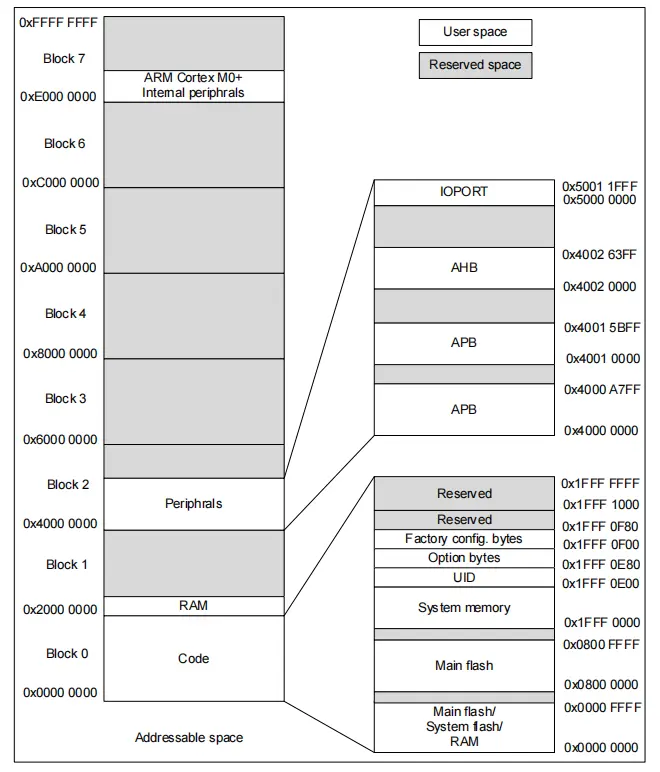 0xFFFF FFFF
Block 7
ARM Cortex M0+
Internal periphrals
0xE000 0000
Block 6
0xC000 0000
Block 5
0xA000 0000
Block 4
0x8000 0000
Block 3
0x6000 0000
Block 2
Periphrals
0x4000 0000
Block 1
0x2000 0000
RAM
Block 0
Code
0x0000 0000
Addressable space
User space
Reserved space
IOPORT
0x5001 1FFF
0x5000 0000
0x4002 63FF
AHB
0x4002 0000
0x4001 5BFF
APB
0x4001 0000
0x4000 A7FF
APB
0x4000 0000
0x1FFF FFFF
Reserved
0x1FFF 1000
Reserved
0x1FFF 0F80
Factory config. bytes
0x1FFF 0F00
Option bytes
0x1FFF 0E80
UID
0x1FFF 0E00
System memory
0x1FFF 0000
0x0800 FFFF
Main flash
0x0800 0000
0x0000 FFFF
Main flash/
System flash/
RAM
0x0000 0000